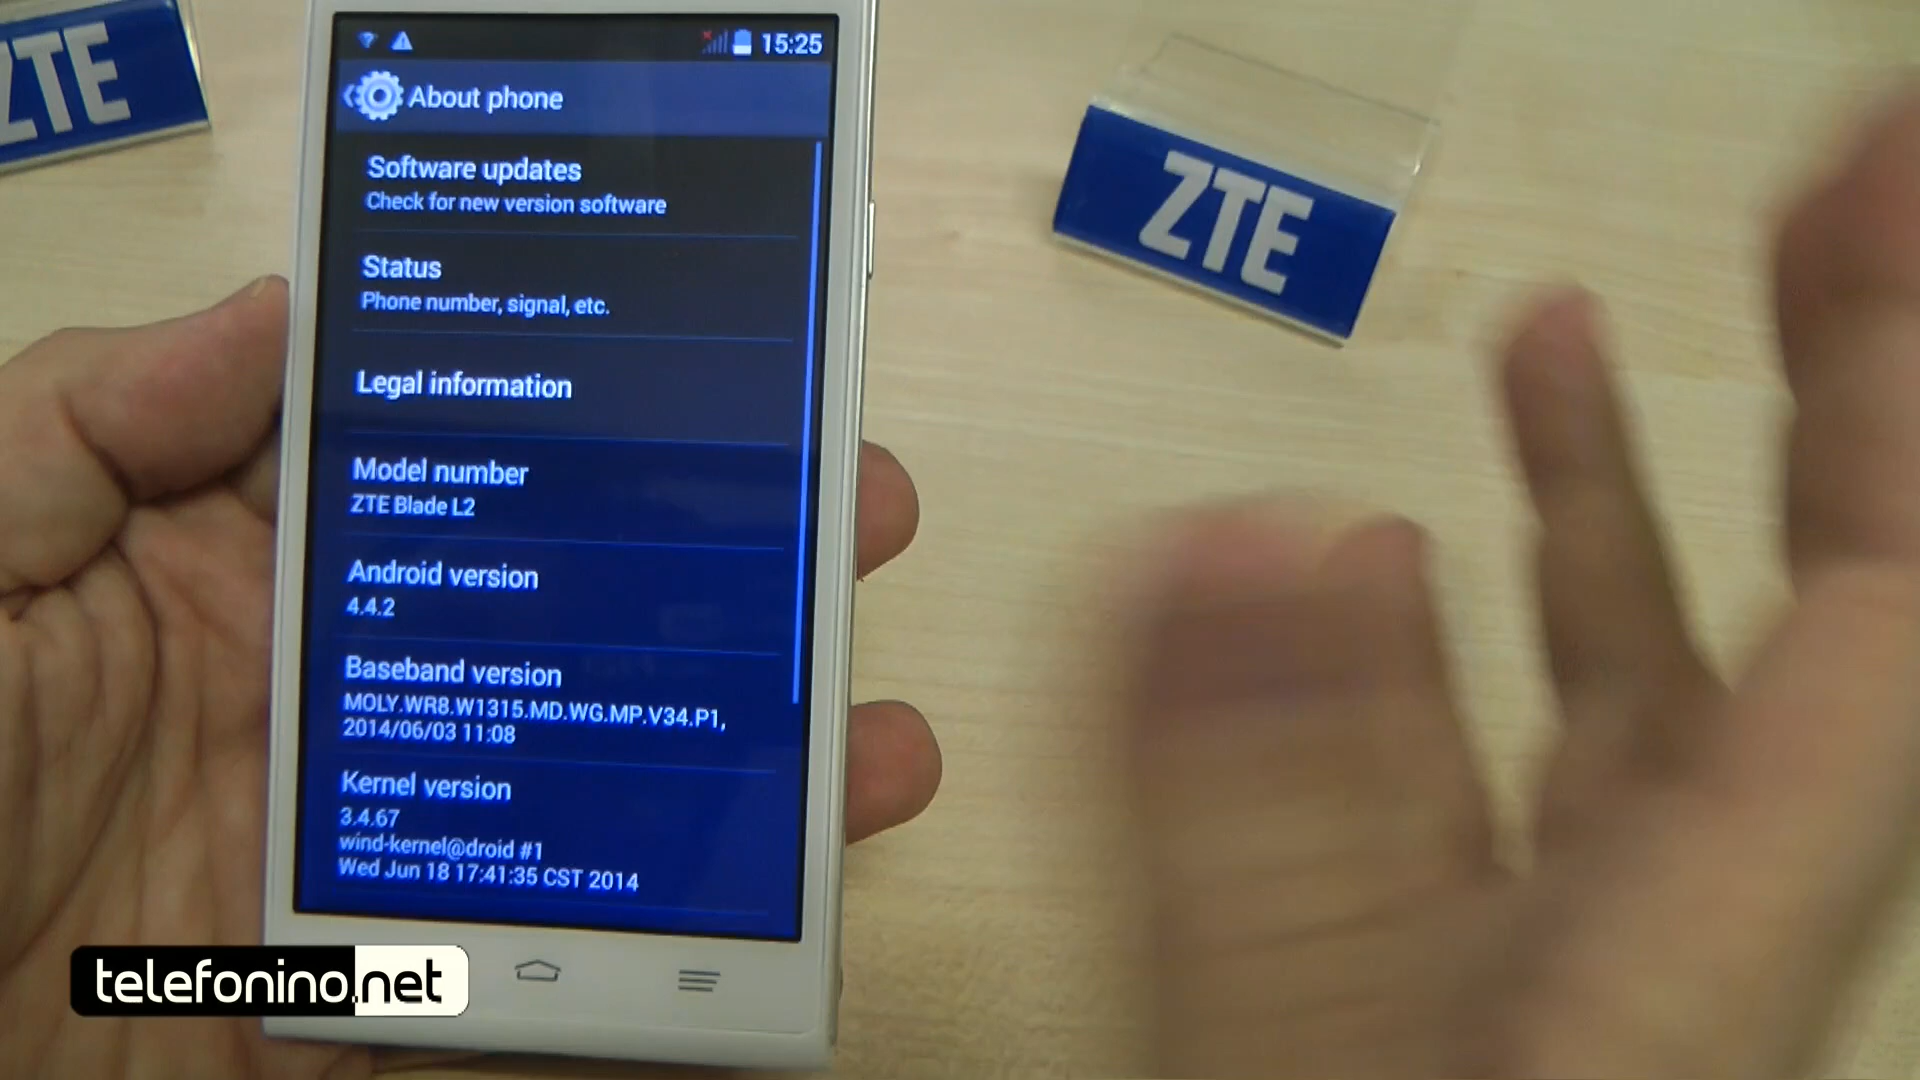 ZTE
15:25
About phone
Software updates
Check for new version software
Status
Phone number, signal, etc.
Legal information
Model number
ZTE Blade L2
Android version
4.4.2
Baseband version
MOLY.WR8.W1315.MD.WG.MP.V34.P1,
2014/06/03 11:08
Kernel version
3.4.67
wind-kernel@droid #1
Wed Jun 18 17:41:35 CST 2014
ZTE
telefonino.net